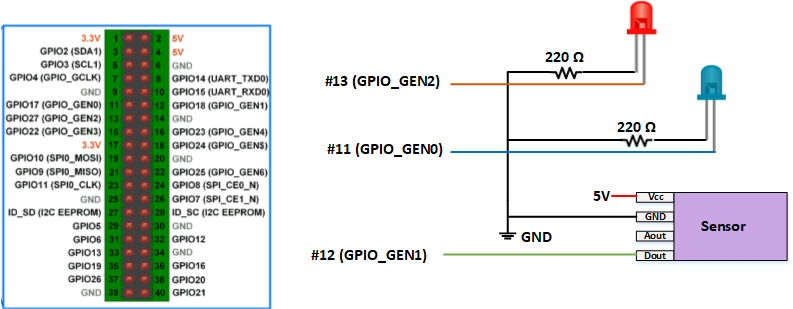 3.3V 1 2 5V
GPIO2 (SDA1) 3 4 5V
GPIO3 (SCL1) 5 6 GND
GPIO4 (GPIO_GCLK) 7 8 GPIO14 (UART_TXD0)
GND 9 10 GPIO15 (UART_RXD0)
GPIO17 (GPIO_GEN0) 11 12 GPIO18 (GPIO_GEN1)
GPIO27 (GPIO_GEN2) 13 14 GND
GPIO22 (GPIO_GEN3) 15 16 GPIO23 (GPIO_GEN4)
3.3V 17 18 GPIO24 (GPIO_GEN$)
GPIO10 (SPI0_MOSI) 19 20 GND
GPIO9 (SPI0_MISO) 21 22 GPIO25 (GPIO_GEN6)
GPIO11 (SPI0_CLK) 23 24 GPIO8 (SPI_CE0_N)
GND 25 26 GPIO7 (SPI_CE1_N)
ID_SD (I2C EEPROM) 27 28 ID_SC (I2C EEPROM)
GPIO5 29 30 GND
GPIO6 31 32 GPIO12
GPIO13 33 34 GND
GPIO19 35 36 GPIO16
GPIO26 37 38 GPIO20
GND 39 40 GPIO21
220 Ω
#13 (GPIO_GEN2)
220 Ω
#11 (GPIO_GEN0)
5V Vcc
GND
Sensor
GND
Aout
#12 (GPIO_GEN1)
Dout